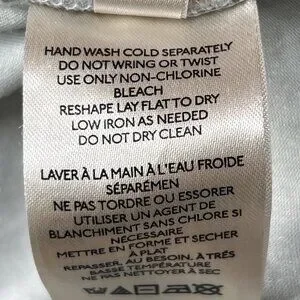 HAND WASH COLD SEPARATELY
DO NOT WRING OR TWIST
USE ONLY NON-CHLORINE
BLEACH
RESHAPE LAY FLAT TO DRY
LOW IRON AS NEEDED
DO NOT DRY CLEAN
LAVER À LA MAIN À L'EAU FROIDE
SÉPARÉMEN
NE PAS TORDRE OU ESSORER
UTILISER UN AGENT DE
BLANCHIMENT SANS CHLORE SI
NÉCESSAIRE
METTRE EN FORME ET SECHER
À PLAT
REPASSER, AU BESOIN, À TRÈS
BASSE TEMPÉRATURE
NE PAS NETTOYER À SEC